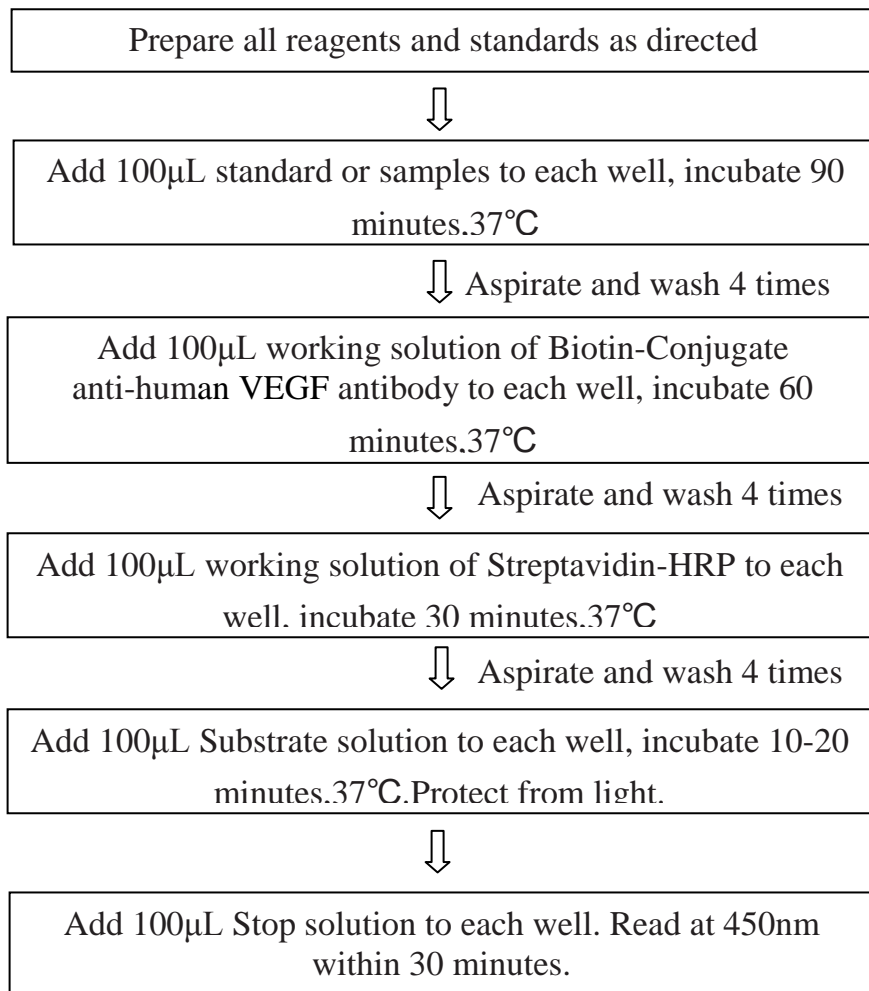 Prepare all reagents and standards as directed
Add 100μL standard or samples to each well, incubate 90
minutes,37℃
Aspirate and wash 4 times
Add 100μL working solution of Biotin-Conjugate
anti-human VEGF antibody to each well, incubate 60
minutes,37℃
Aspirate and wash 4 times
Add 100μL working solution of Streptavidin-HRP to each
well, incubate 30 minutes,37℃
Aspirate and wash 4 times
Add 100μL Substrate solution to each well, incubate 10-20
minutes,37℃.Protect from light.
Add 100μL Stop solution to each well. Read at 450nm
within 30 minutes.